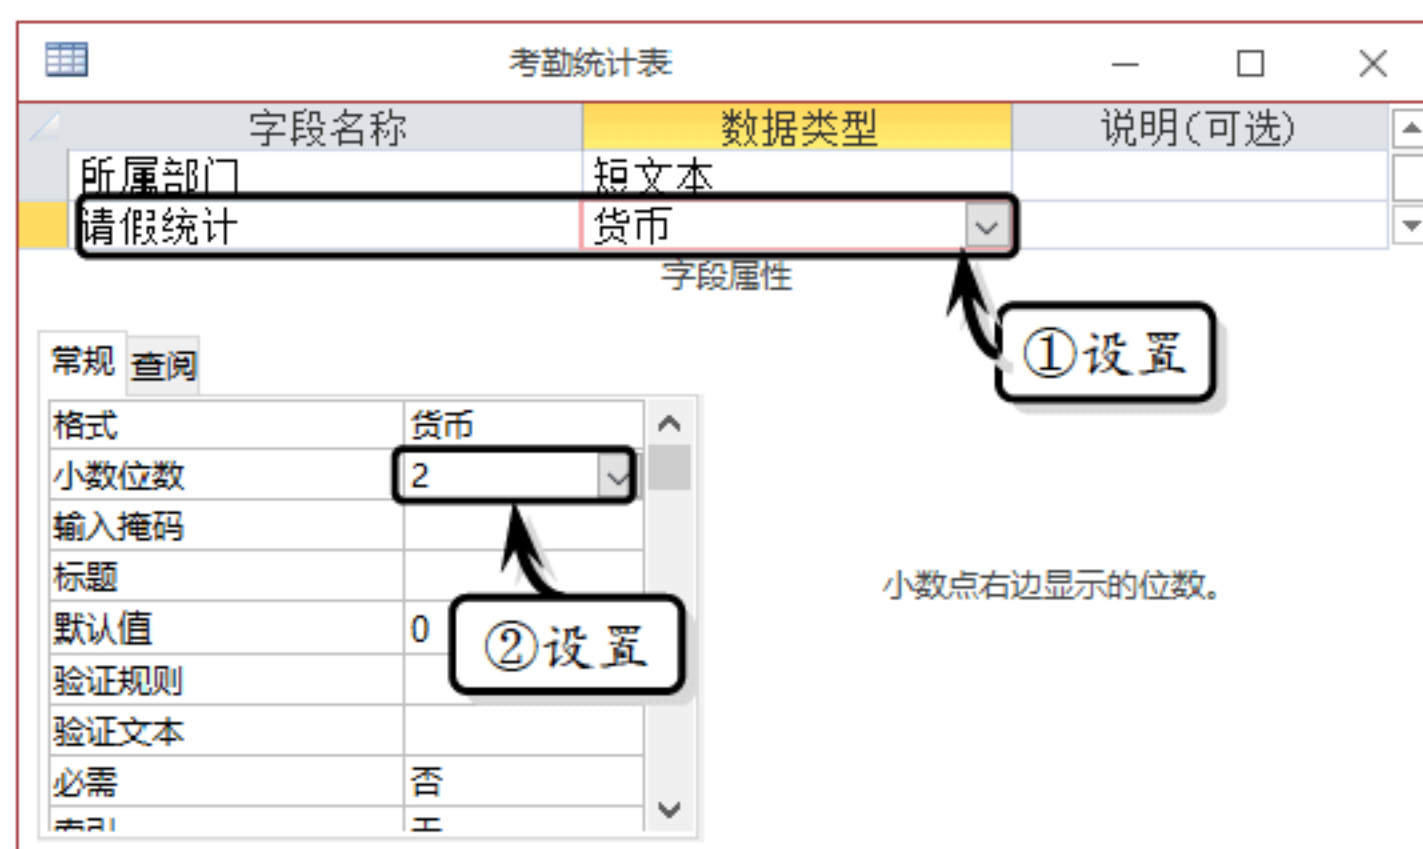 考勤统计表
字段名称 数据类型 说明(可选)
所属部门 短文本
请假统计 货币
字段属性
①设置
常规 查阅
格式 货币
小数位数 2
输入掩码
标题
小数点右边显示的位数。
默认值 0
②设置
验证规则
验证文本
必需 否
索引 无